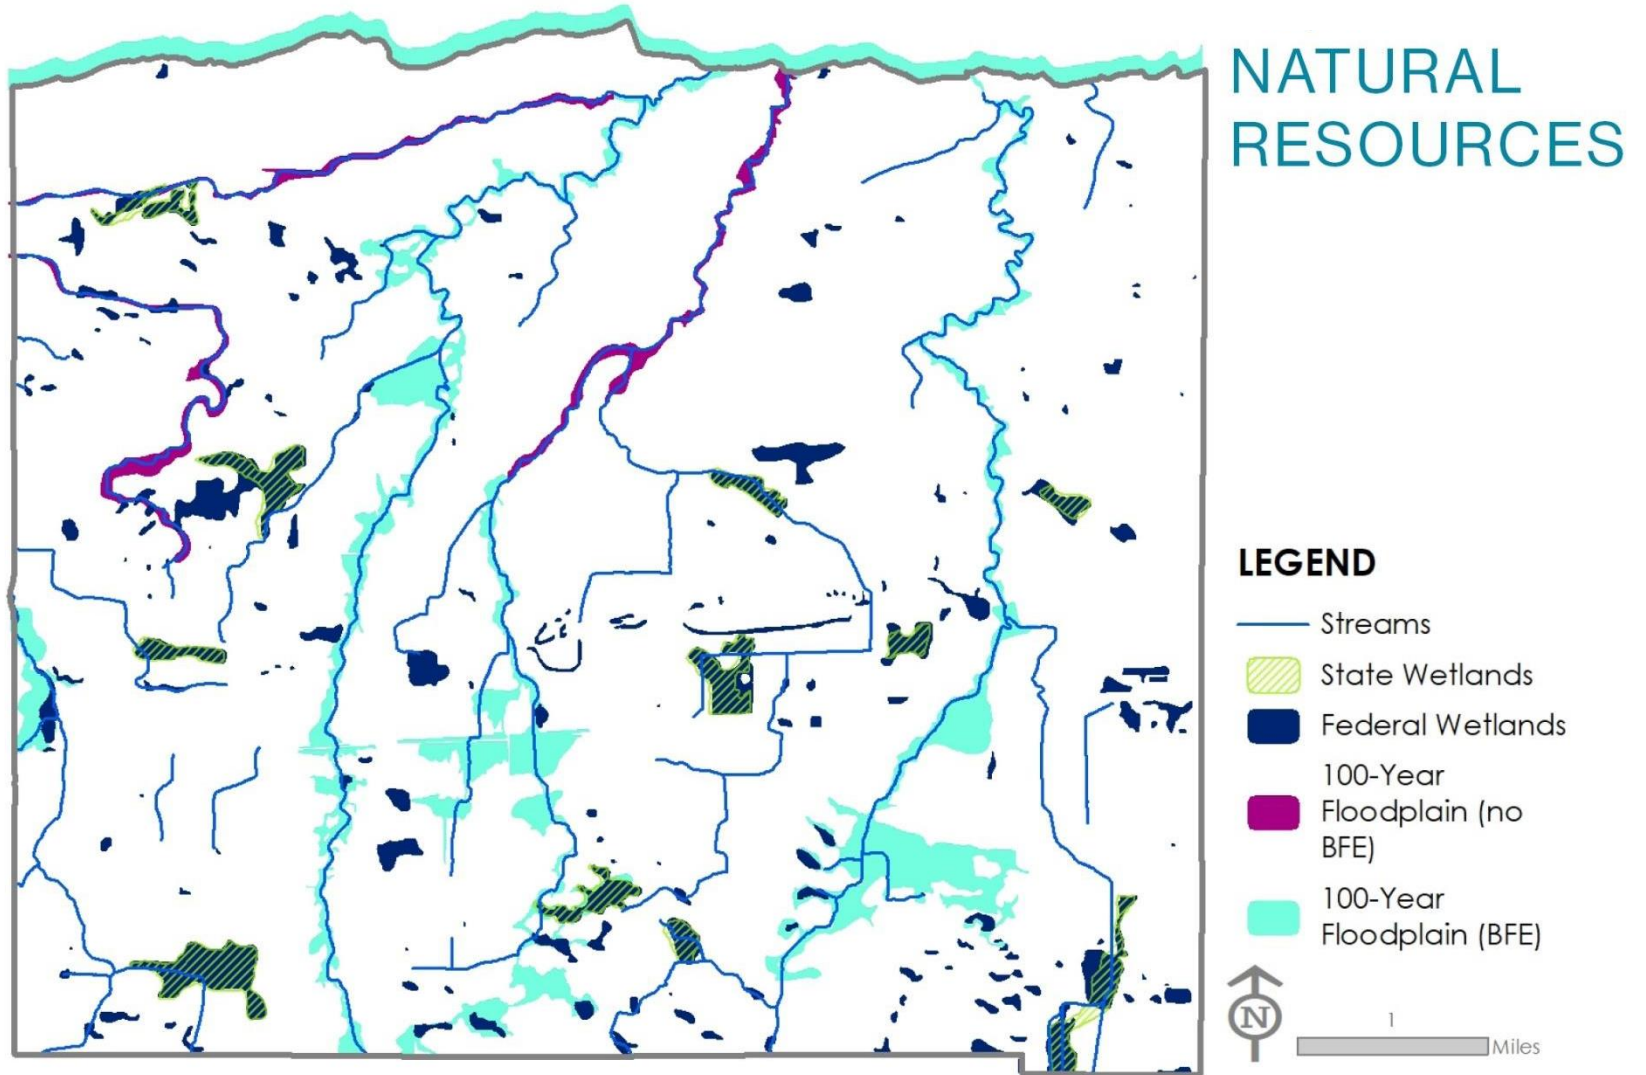 NATURAL
RESOURCES
LEGEND
Streams
State Wetlands
Federal Wetlands
100-Year
Floodplain (no
BFE)
100-Year
Floodplain (BFE)
N
1
Miles